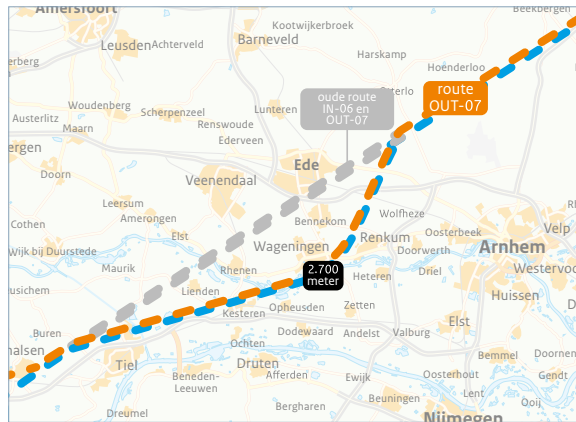 Amersfoort
Beekbergen
Kootwijkerbroek
Leusden
Achterveld
Barneveld
Harskamp
Hoenderloo
route
OUT-07
oude route
IN-06 en
OUT-07
Woudenberg
Scherpenzeel
Lunteren
Austerlitz
Maarn
Renswoude
Ederveen
Ede
Doorn
Veenendaal
Leersum
Amerongen
Bennekom
Wolfheze
Cothen
Elst
Renkum
Oosterbeek
Velp
Wijk bij Duurstede
Wageningen
Doorwerth
Arnhem
Maurik
Rhenen
2.700
meter
Heteren
Driel
Westervoo
Lienden
Huissen
Opheusden
Zetten
Kesteren
Elst
Buren
Dodewaard
Andelst
Valburg
Ochten
Bemmel
Doornen
Tiel
Druten
Beneden-
Leeuwen
Afferden
Ewijk
Oosterhout
Gendt
Lent
Beuningen
Ooij
Dreumel
Bergharen
Nijmegen